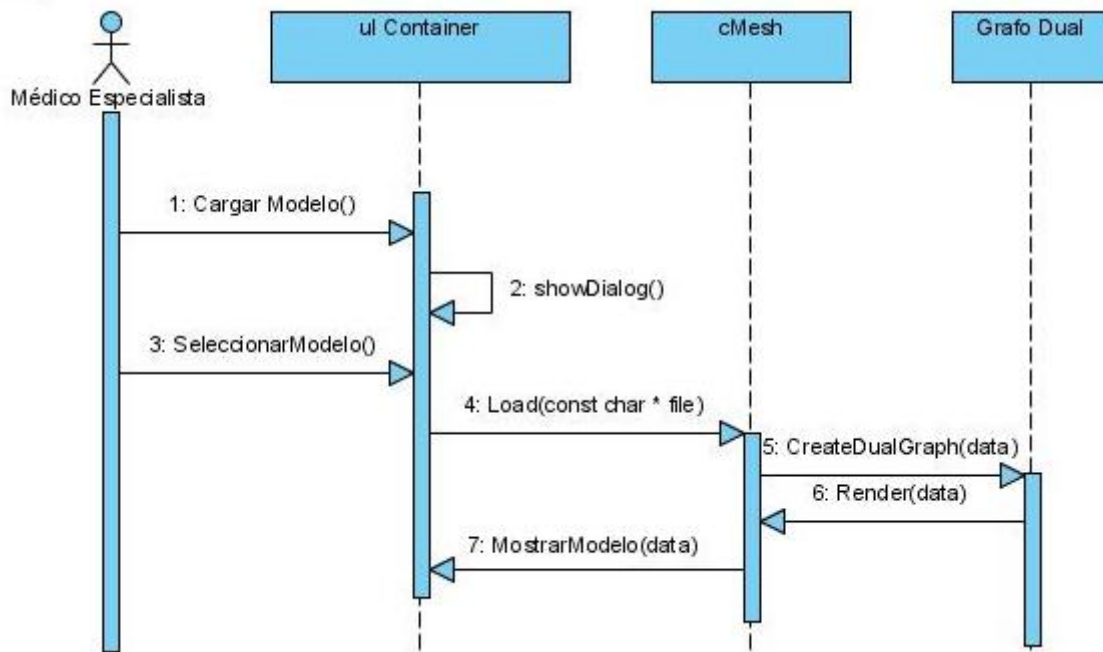 uI Container
cMesh
Grafo Dual
Médico Especialista
1: Cargar Modelo()
2: showDialog()
3: SeleccionarModelo()
4: Load(const char * file)
5: CreateDualGraph(data)
6: Render(data)
7: MostrarModelo(data)